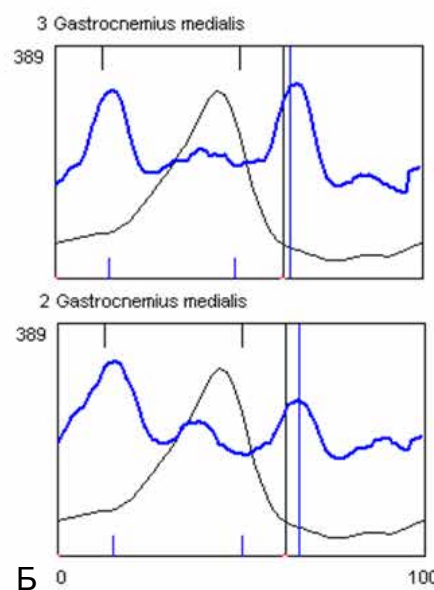 3 Gastrocnemius medialis
389
2 Gastrocnemius medialis
389
Б 0 100